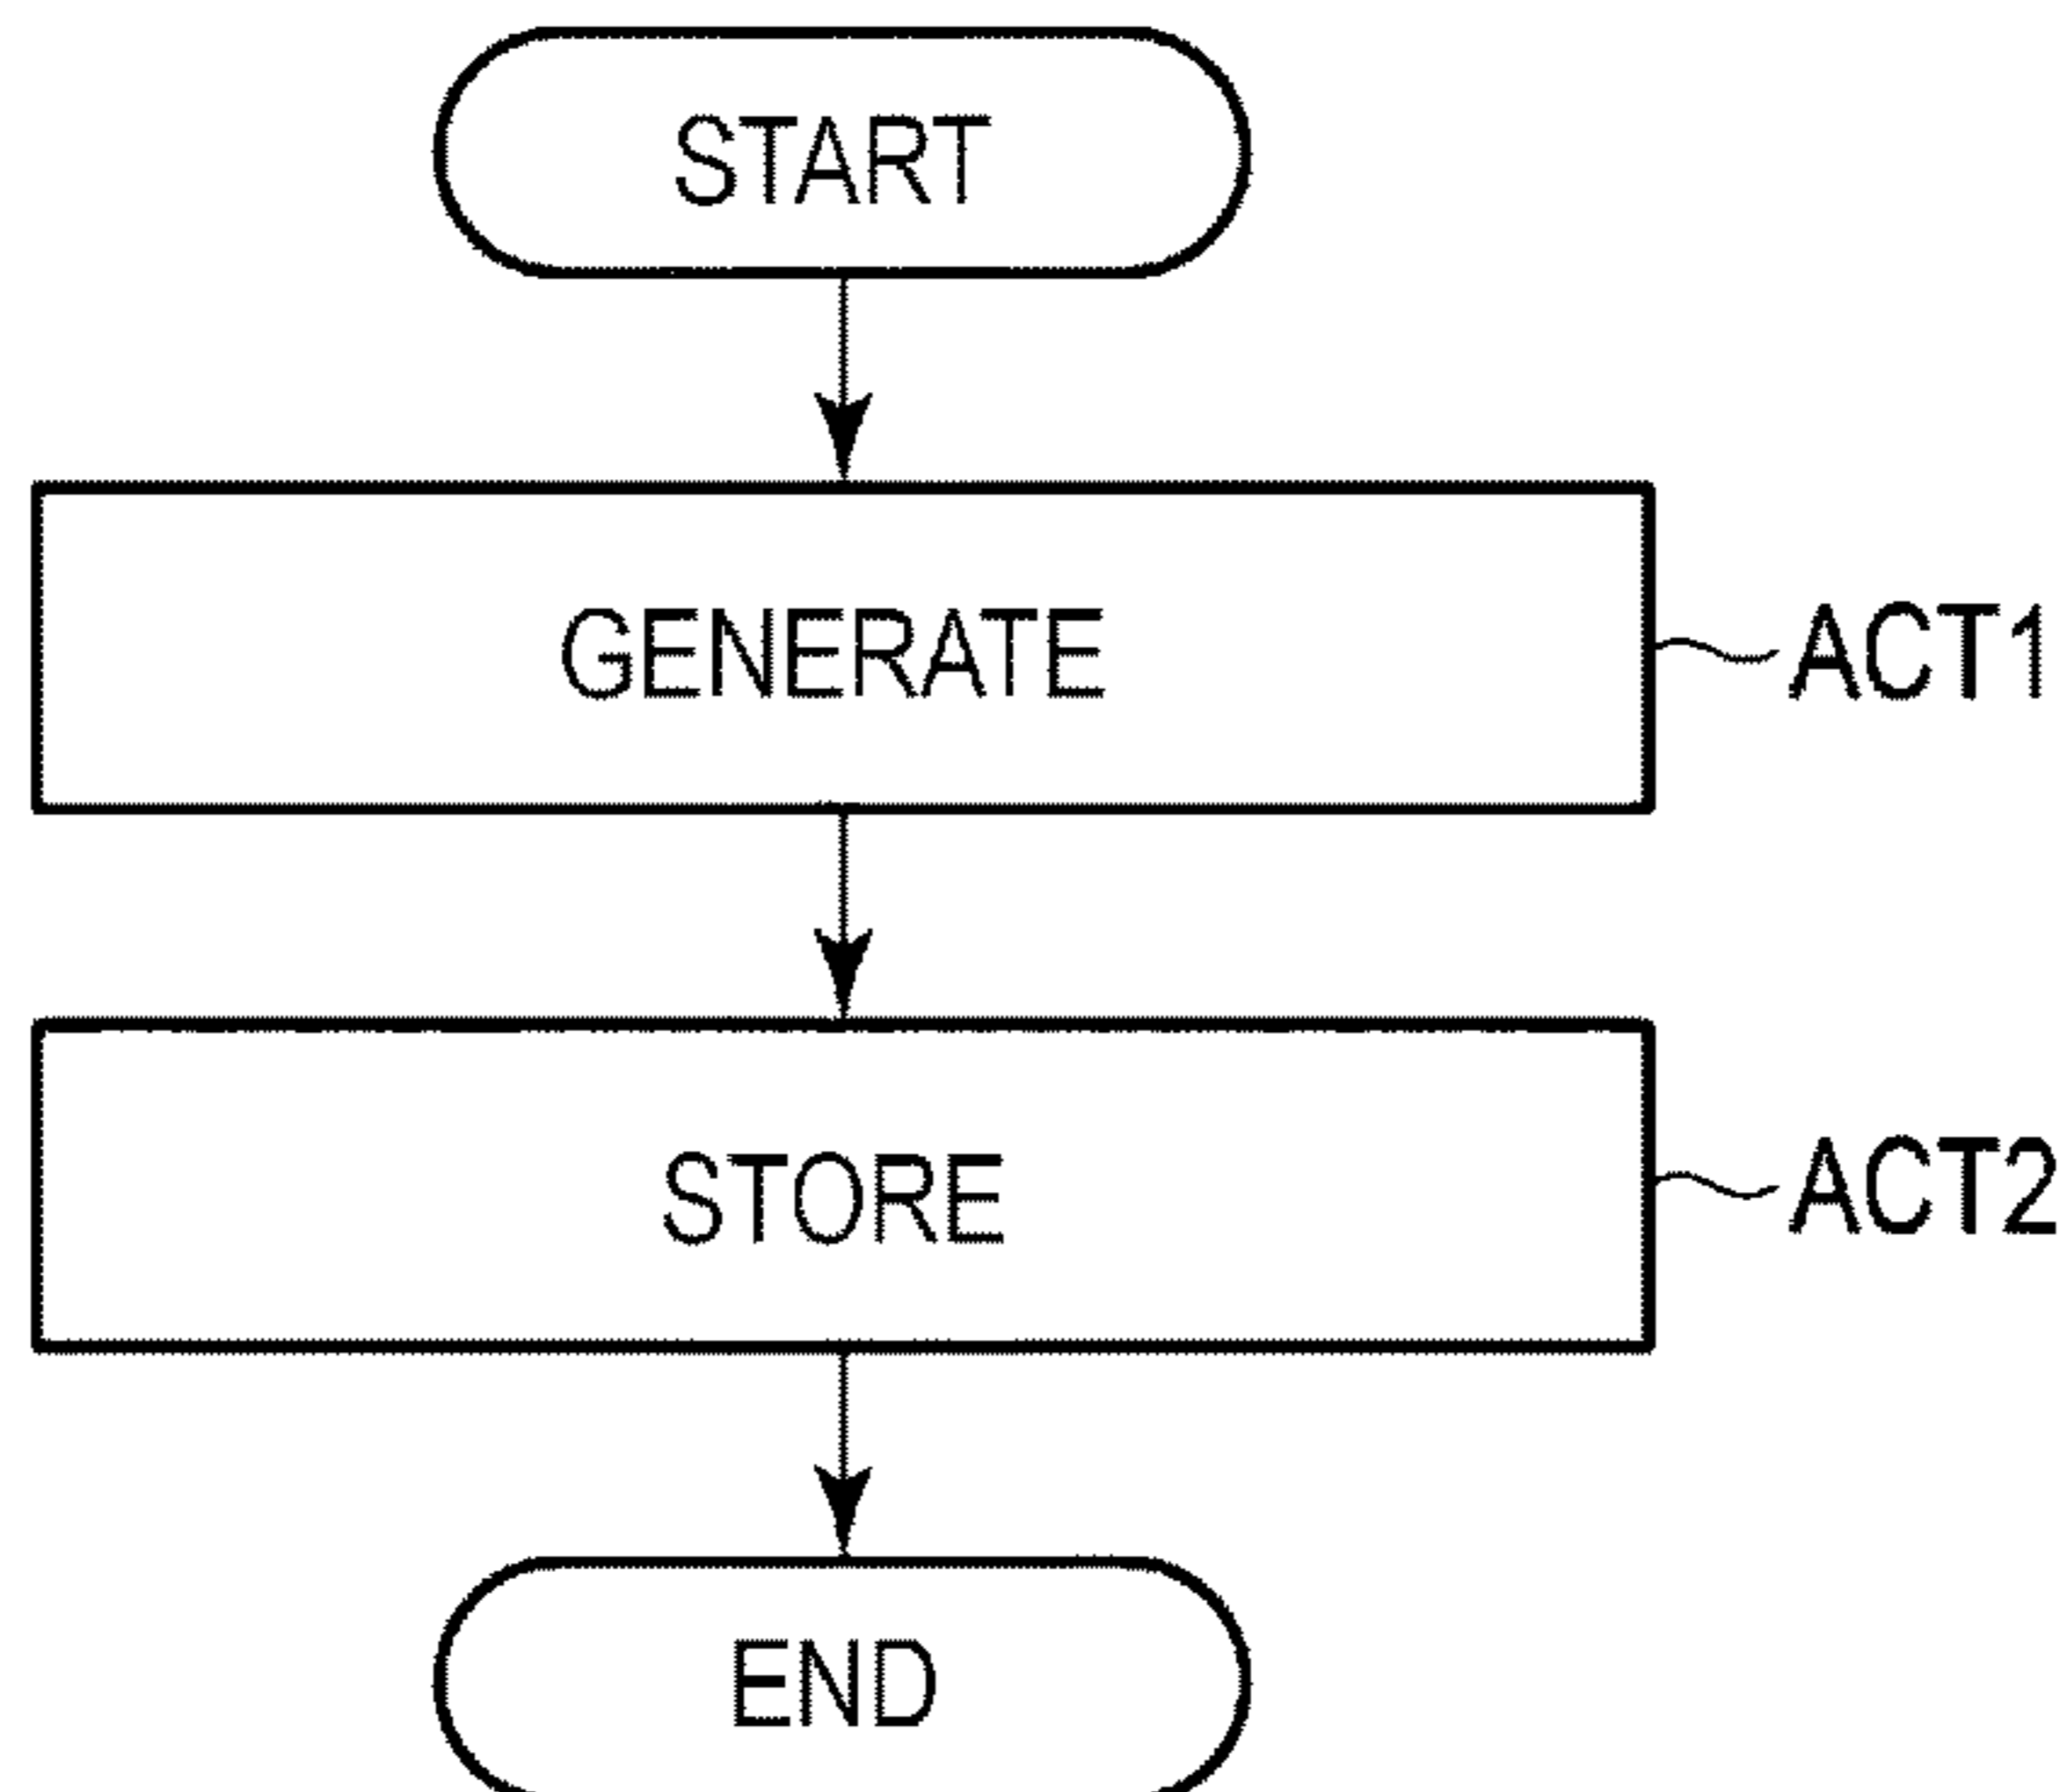 START
GENERATE
ACT1
STORE
ACT2
END